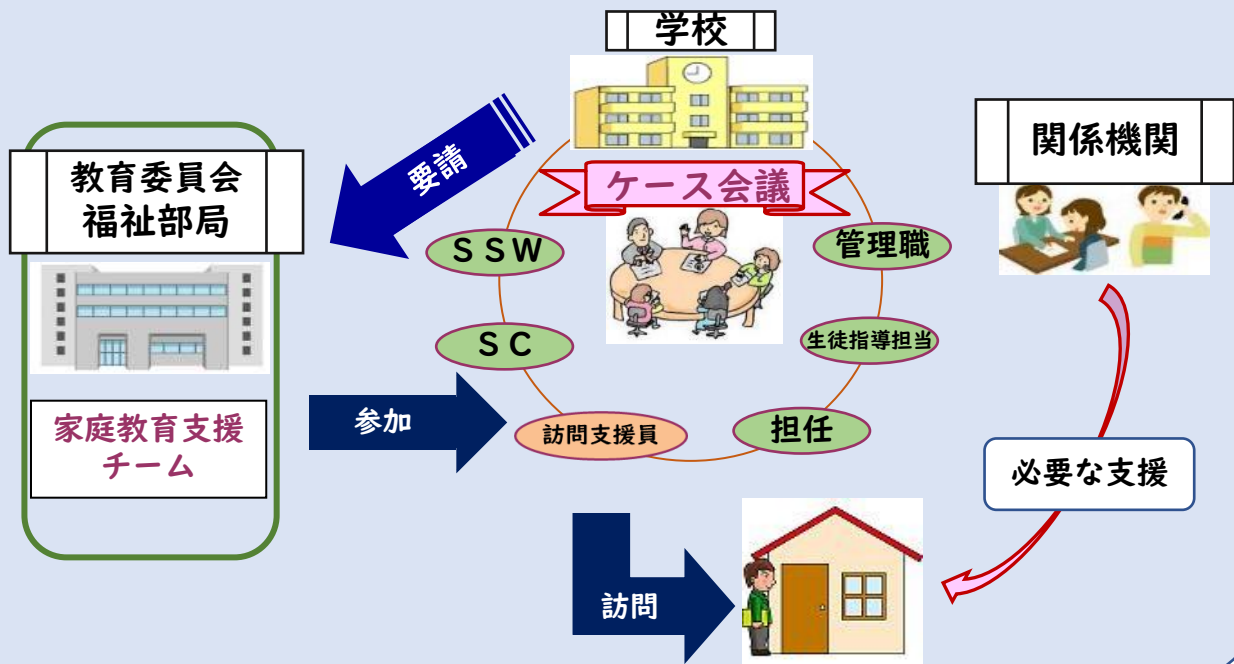 学校
関係機関
教育委員会
福祉部局
要請
ケース会議
SSW
管理職
SC
生徒指導担当
家庭教育支援
チーム
参加
訪問支援員
担任
必要な支援
訪問